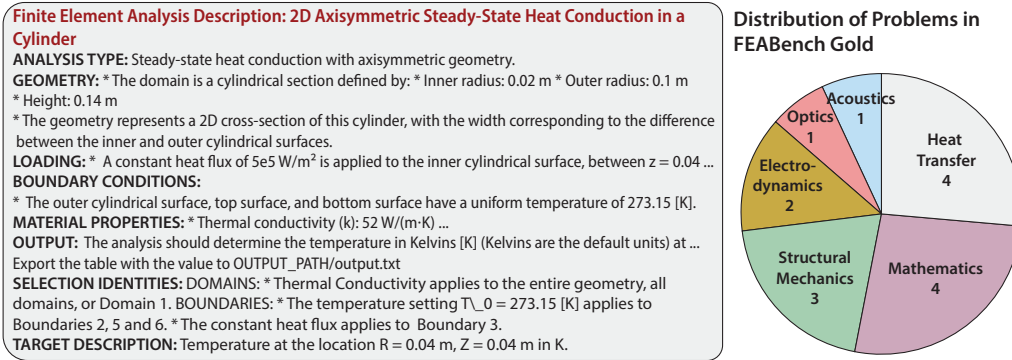 Finite Element Analysis Description: 2D Axisymmetric Steady-State Heat Conduction in a
Cylinder
ANALYSIS TYPE: Steady-state heat conduction with axisymmetric geometry.
GEOMETRY: * The domain is a cylindrical section defined by: * Inner radius: 0.02 m * Outer radius: 0.1 m
* Height: 0.14 m
* The geometry represents a 2D cross-section of this cylinder, with the width corresponding to the difference
between the inner and outer cylindrical surfaces.
LOADING: * A constant heat flux of 5e5 W/m² is applied to the inner cylindrical surface, between z = 0.04 ...
BOUNDARY CONDITIONS:
* The outer cylindrical surface, top surface, and bottom surface have a uniform temperature of 273.15 [K].
MATERIAL PROPERTIES: * Thermal conductivity (k): 52 W/(m·K) ...
OUTPUT: The analysis should determine the temperature in Kelvins [K] (Kelvins are the default units) at ...
Export the table with the value to OUTPUT_PATH/output.txt
SELECTION IDENTITIES: DOMAINS: * Thermal Conductivity applies to the entire geometry, all
domains, or Domain 1. BOUNDARIES: * The temperature setting T\_0 = 273.15 [K] applies to
Boundaries 2, 5 and 6. * The constant heat flux applies to Boundary 3.
TARGET DESCRIPTION: Temperature at the location R = 0.04 m, Z = 0.04 m in K.
Distribution of Problems in
FEABench Gold
Acoustics
1
Optics
1
Heat
Transfer
4
Electro-
dynamics
2
Structural
Mechanics
3
Mathematics
4